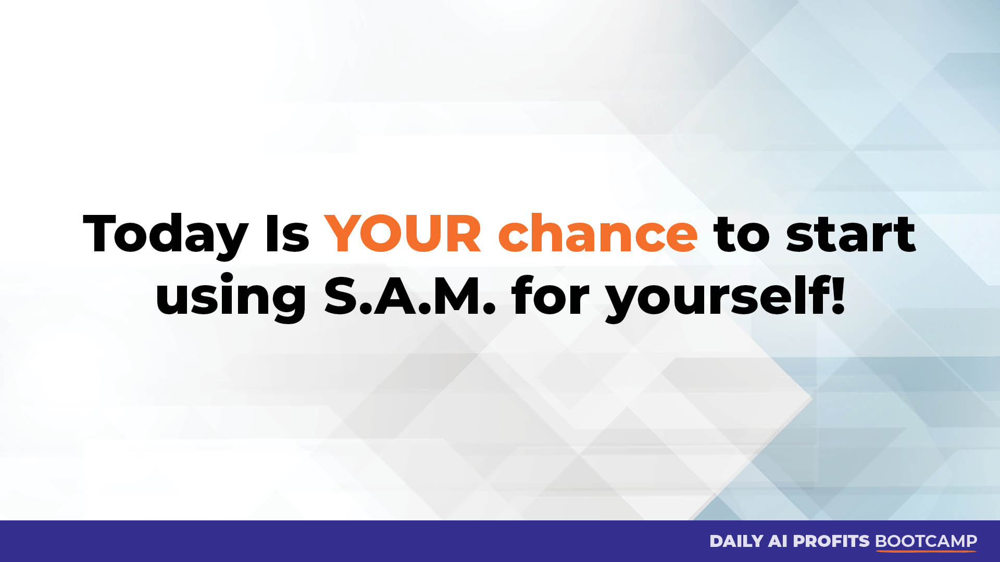 Today Is YOUR chance to start
using S.A.M. for yourself!
DAILY AI PROFITS BOOTCAMP